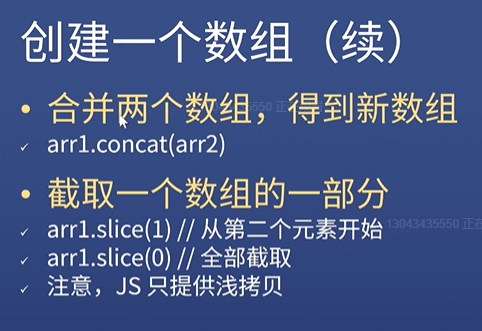 创建一个数组（续）
• 合并两个数组，得到新数组
✓ arr1.concat(arr2)
• 截取一个数组的一部分
✓ arr1.slice(1) // 从第二个元素开始
✓ arr1.slice(0) // 全部截取
✓ 注意，JS 只提供浅拷贝
13043435550 正在